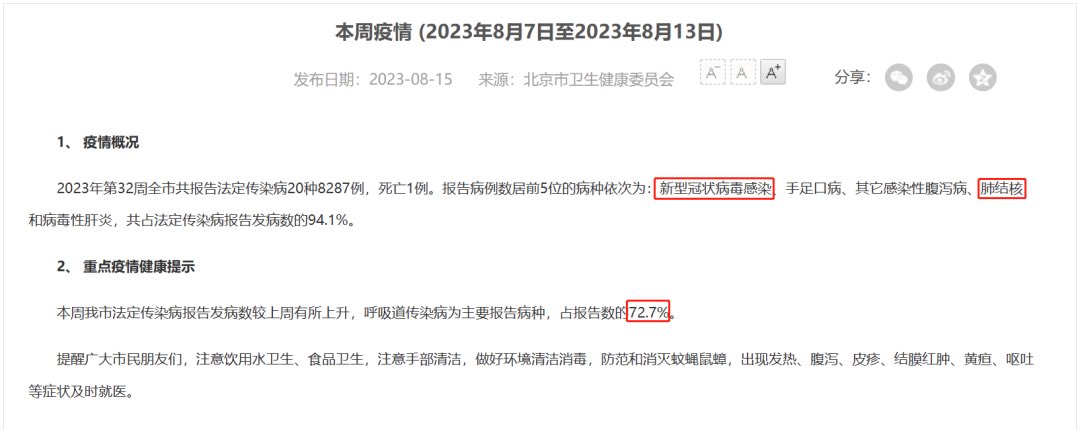 本周疫情 (2023年8月7日至2023年8月13日)
发布日期：2023-08-15 来源：北京市卫生健康委员会 A- A A+ 分享：
1、 疫情概况
2023年第32周全市共报告法定传染病20种8287例，死亡1例。报告病例数居前5位的病种依次为：新型冠状病毒感染、手足口病、其它感染性腹泻病、肺结核
和病毒性肝炎，共占法定传染病报告发病数的94.1%。
2、 重点疫情健康提示
本周我市法定传染病报告发病数较上周有所上升，呼吸道传染病为主要报告病种，占报告数的72.7%。
提醒广大市民朋友们，注意饮用水卫生、食品卫生，注意手部清洁，做好环境清洁消毒，防范和消灭蚊蝇鼠蟑，出现发热、腹泻、皮疹、结膜红肿、黄疸、呕吐
等症状及时就医。